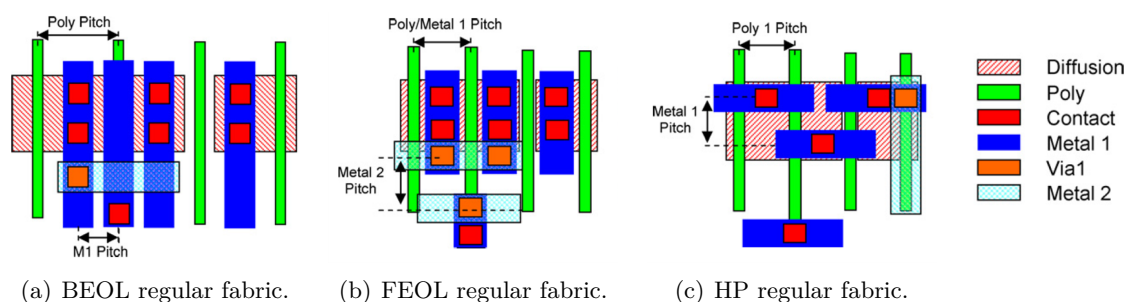 Poly Pitch
M1 Pitch
(a) BEOL regular fabric.
Poly/Metal 1 Pitch
Metal 2
Pitch
(b) FEOL regular fabric.
Poly 1 Pitch
Metal 1
Pitch
(c) HP regular fabric.
Diffusion
Poly
Contact
Metal 1
Via1
Metal 2